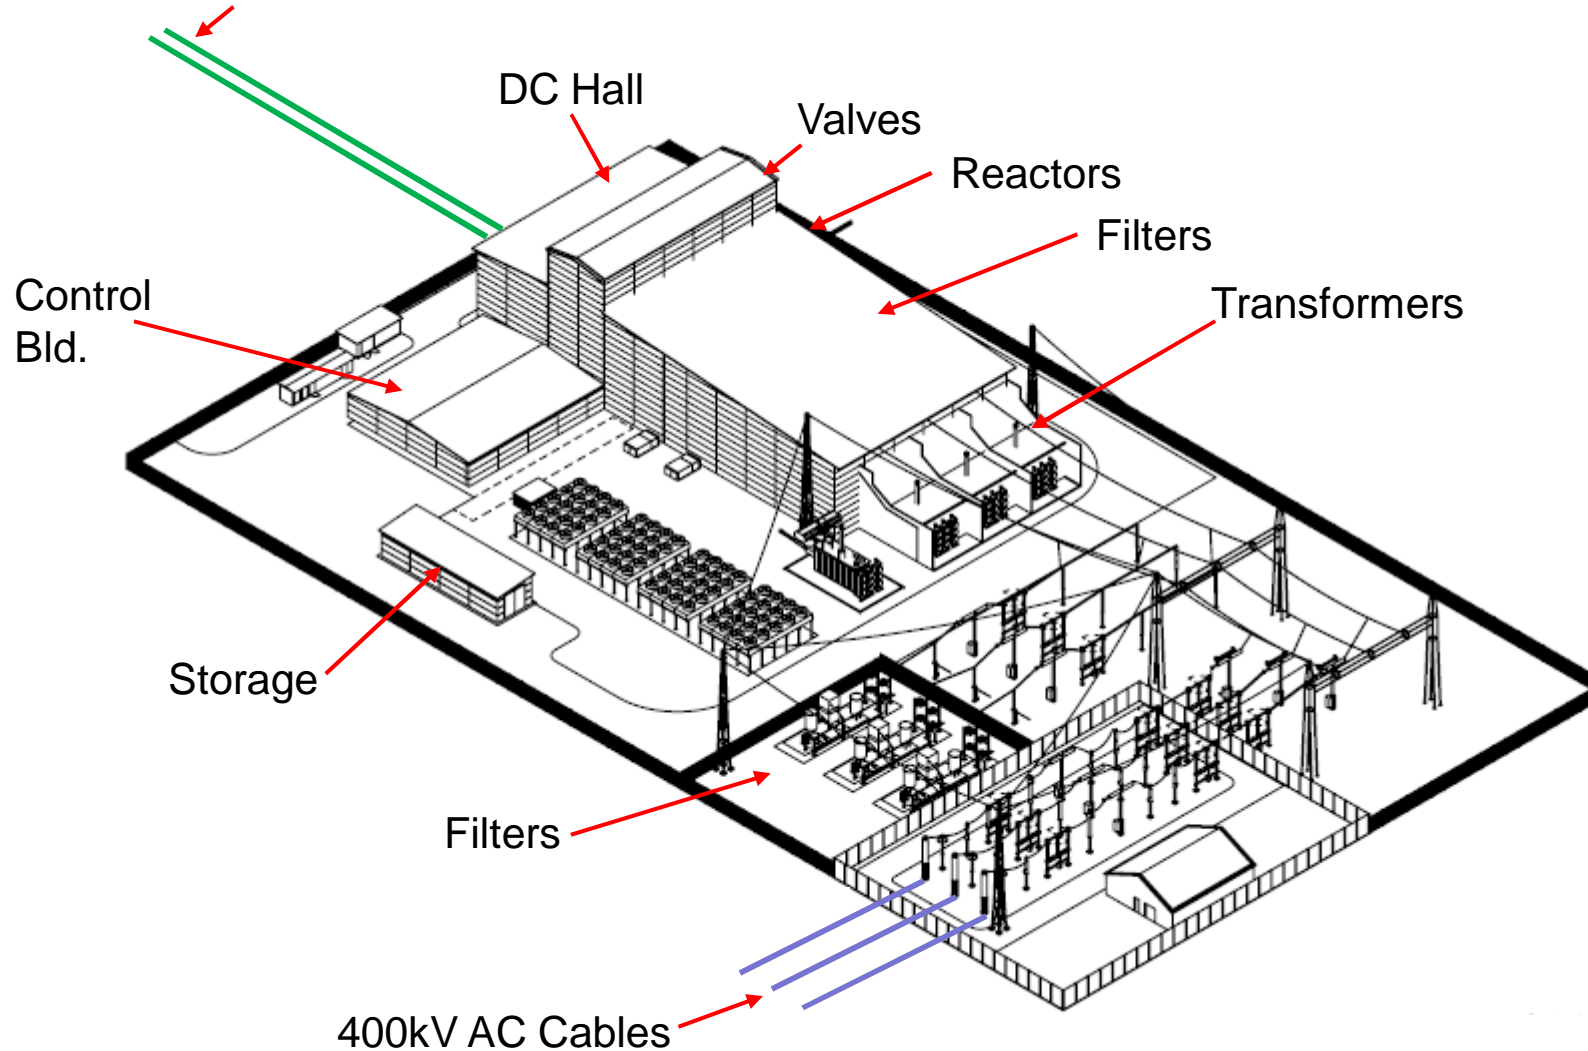 DC Hall
Valves
Reactors
Filters
Control
Bld.
Transformers
Storage
Filters
400kV AC Cables